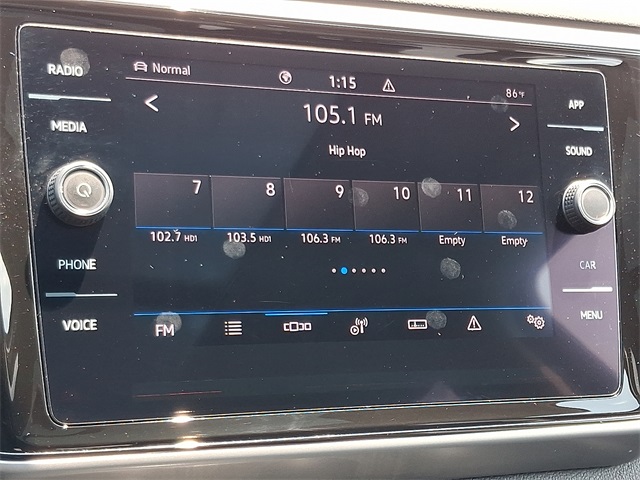 RADIO
MEDIA
PHONE
VOICE
Normal
1:15
86°F
105.1 FM
Hip Hop
7 8 9 10 11 12
102.7 HD1 103.5 HD1 106.3 FM 106.3 FM Empty Empty
FM
APP
SOUND
CAR
MENU